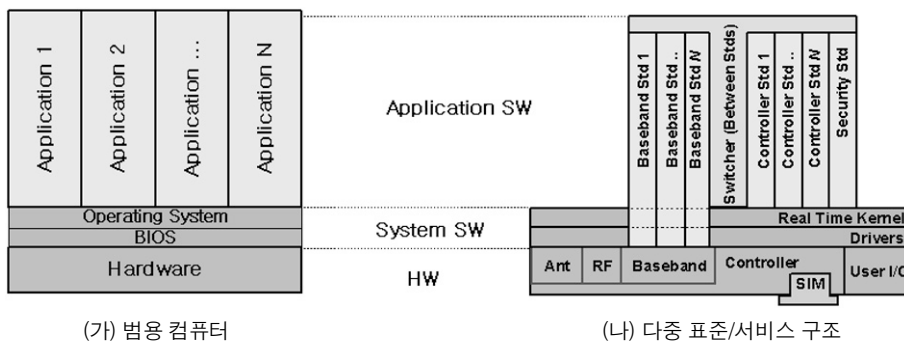 Application 1
Application 2
Application ...
Application N
Operating System
BIOS
Hardware
Application SW
System SW
HW
Baseband Std 1
Baseband Std ..
Baseband Std N
Switcher (Between Stds)
Controller Std 1
Controller Std ..
Controller Std N
Security Std
Real Time Kernel
Drivers
Ant
RF
Baseband
Controller
SIM
User I/O
(가) 범용 컴퓨터
(나) 다중 표준/서비스 구조